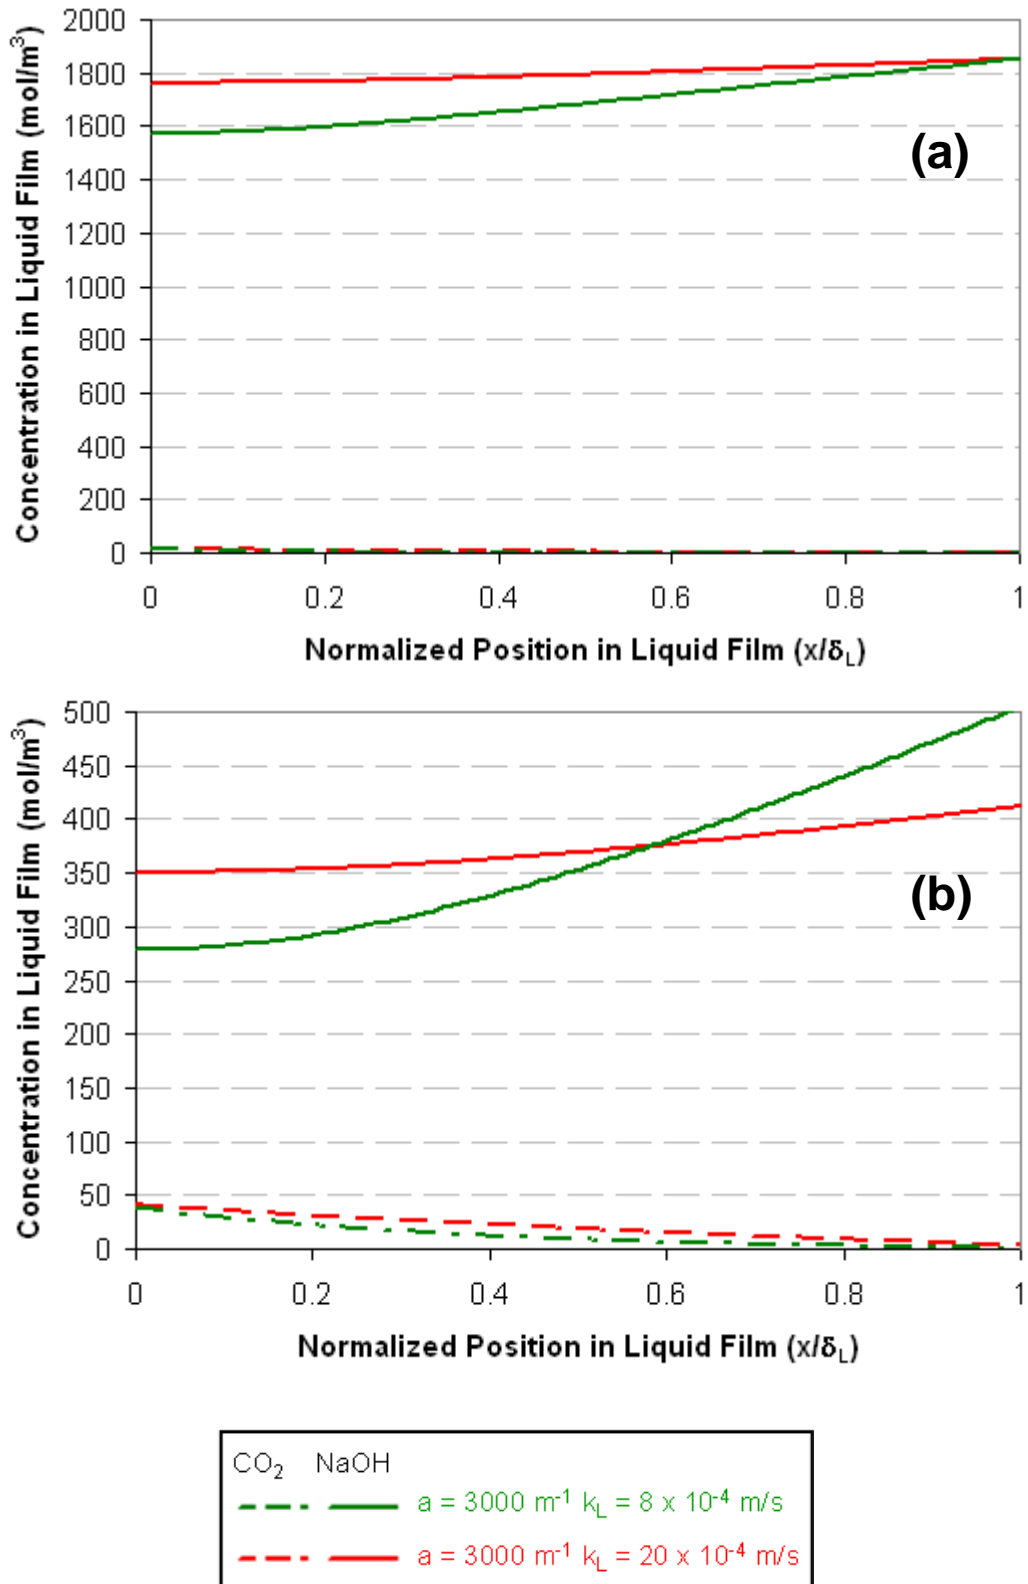 Concentration in Liquid Film (mol/m³)
2000
1800
1600
1400
1200
1000
800
600
400
200
0
(a)
0 0.2 0.4 0.6 0.8 1
Normalized Position in Liquid Film (x/δL)
Concentration in Liquid Film (mol/m³)
500
450
400
350
300
250
200
150
100
50
0
(b)
0 0.2 0.4 0.6 0.8 1
Normalized Position in Liquid Film (x/δL)
CO₂ NaOH
a = 3000 m⁻¹ kL = 8 x 10⁻⁴ m/s
a = 3000 m⁻¹ kL = 20 x 10⁻⁴ m/s